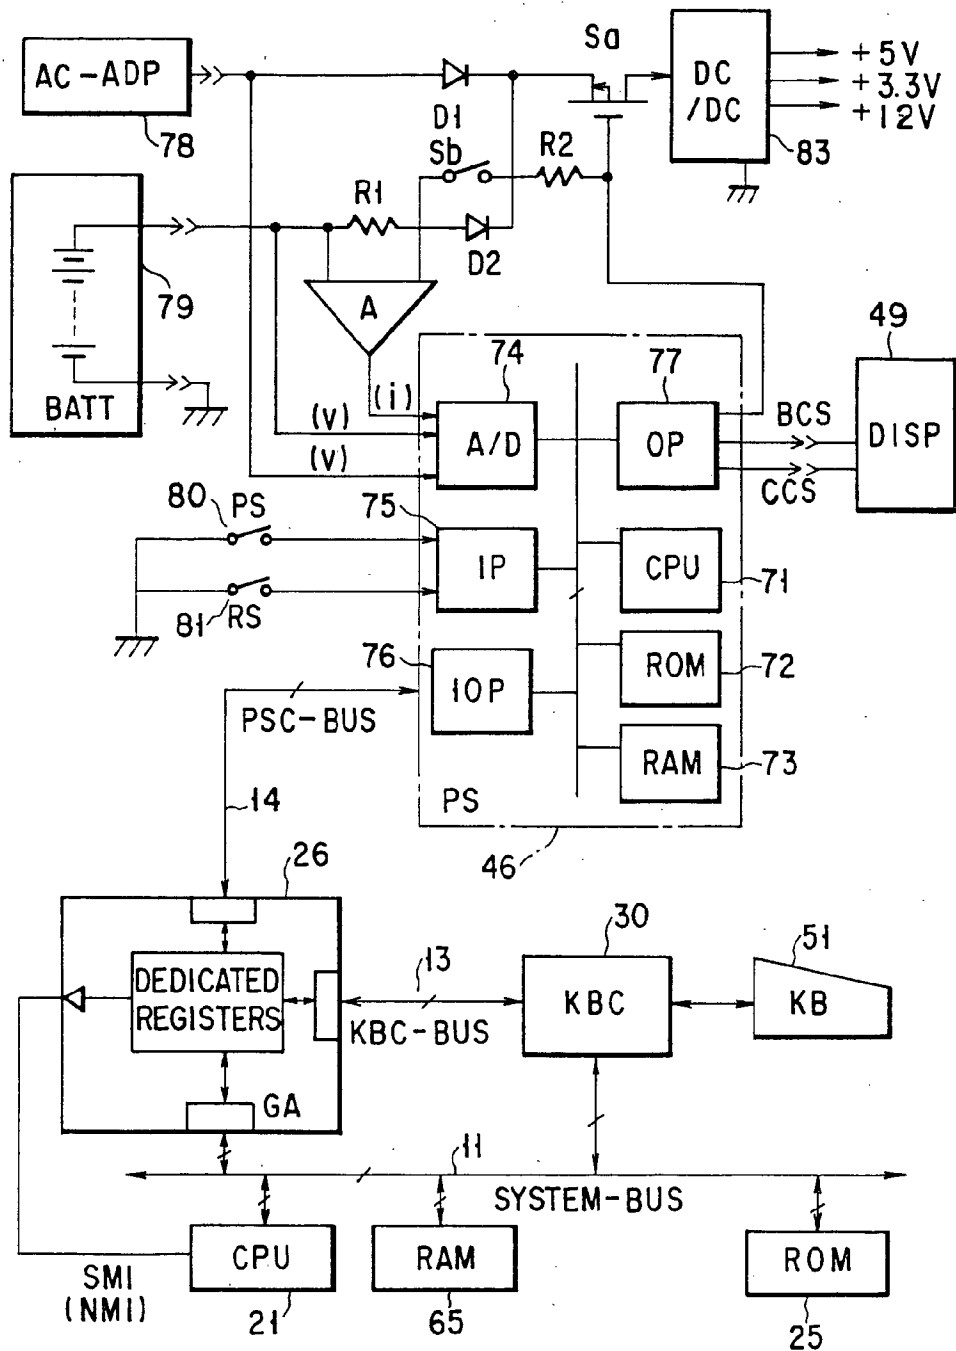 AC-ADP
78
D1
Sa
DC
/DC
+5V
+3.3V
+12V
83
Sb
R2
R1
D2
79
BATT
A
(i)
(v)
(v)
74
A/D
77
OP
49
DISP
BCS
CCS
80
PS
75
IP
81
RS
CPU
71
76
IOP
ROM
72
PSC-BUS
RAM
73
PS
14
46
26
DEDICATED
REGISTERS
GA
13
KBC-BUS
30
KBC
51
KB
11
SYSTEM-BUS
CPU
21
RAM
65
ROM
25
SMI
(NMI)